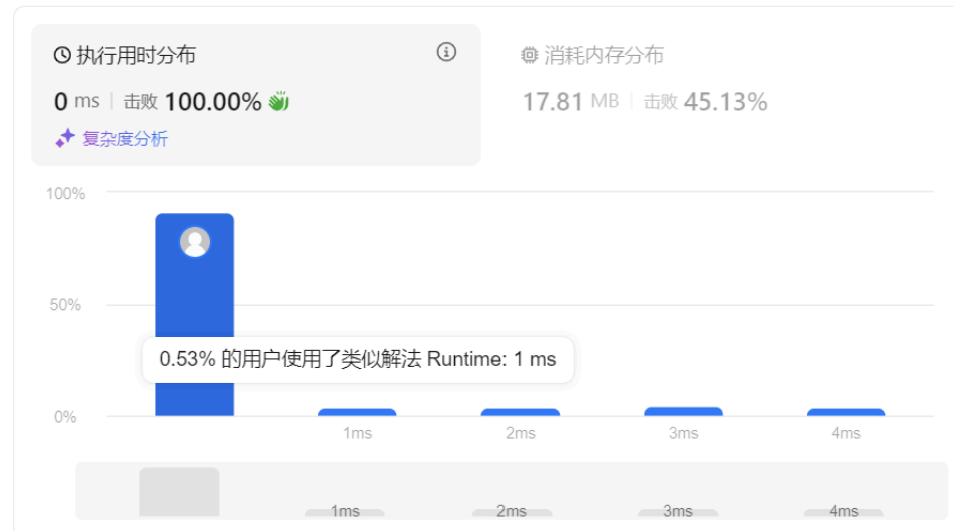 执行用时分布
0 ms | 击败 100.00%
复杂度分析
消耗内存分布
17.81 MB | 击败 45.13%
100%
50%
0%
0.53% 的用户使用了类似解法 Runtime: 1 ms
1ms 2ms 3ms 4ms
1ms 2ms 3ms 4ms